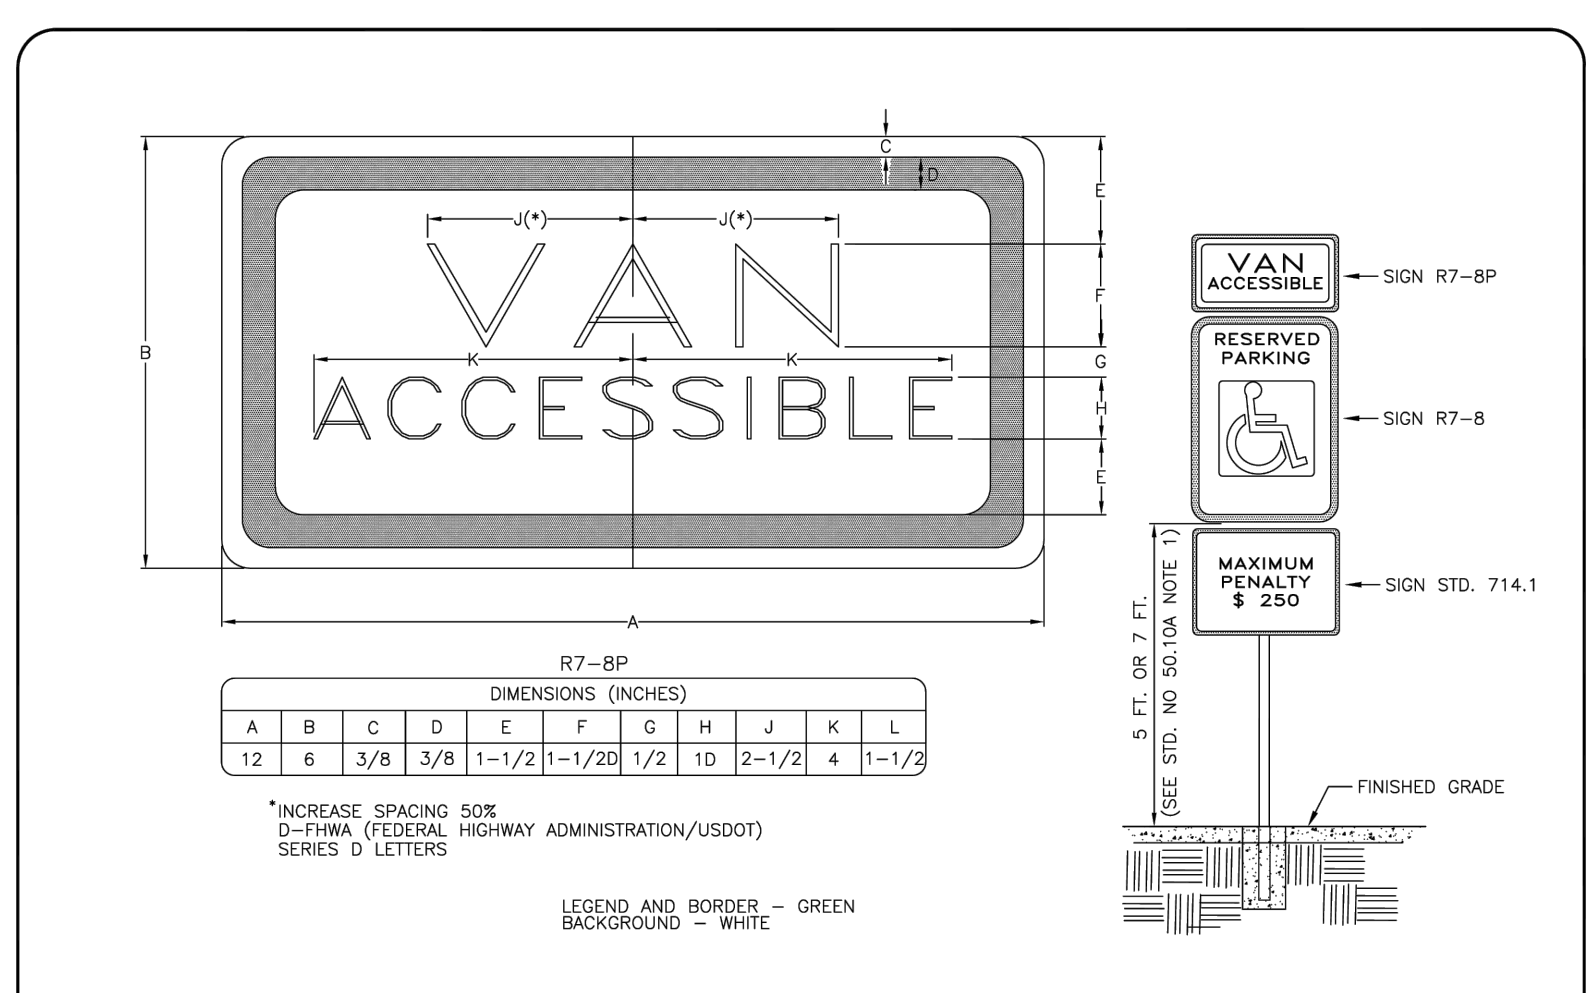 C
D
E
J(*) J(*)
VAN
F
B
K K
G
ACCESSIBLE
H
E
A
R7-8P
DIMENSIONS (INCHES)
A B C D E F G H J K L
12 6 3/8 3/8 1-1/2 1-1/2D 1/2 1D 2-1/2 4 1-1/2
*INCREASE SPACING 50%
D-FHWA (FEDERAL HIGHWAY ADMINISTRATION/USDOT)
SERIES D LETTERS
LEGEND AND BORDER - GREEN
BACKGROUND - WHITE
VAN
ACCESSIBLE
SIGN R7-8P
RESERVED
PARKING
SIGN R7-8
MAXIMUM
PENALTY
$ 250
SIGN STD. 714.1
5 FT. OR 7 FT.
(SEE STD. NO 50.10A NOTE 1)
FINISHED GRADE